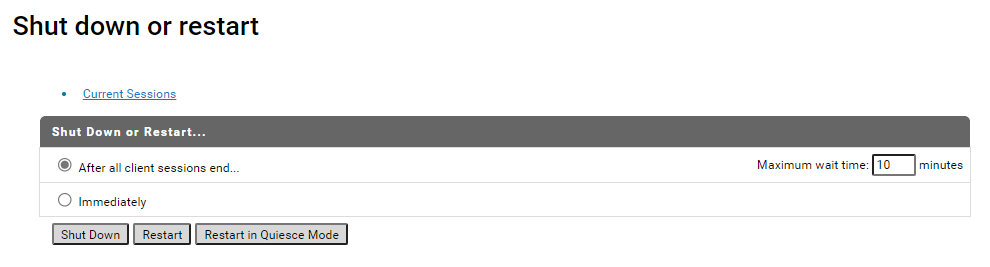 Shut down or restart
Current Sessions
Shut Down or Restart...
After all client sessions end... Maximum wait time: 10 minutes
Immediately
Shut Down Restart Restart in Quiesce Mode